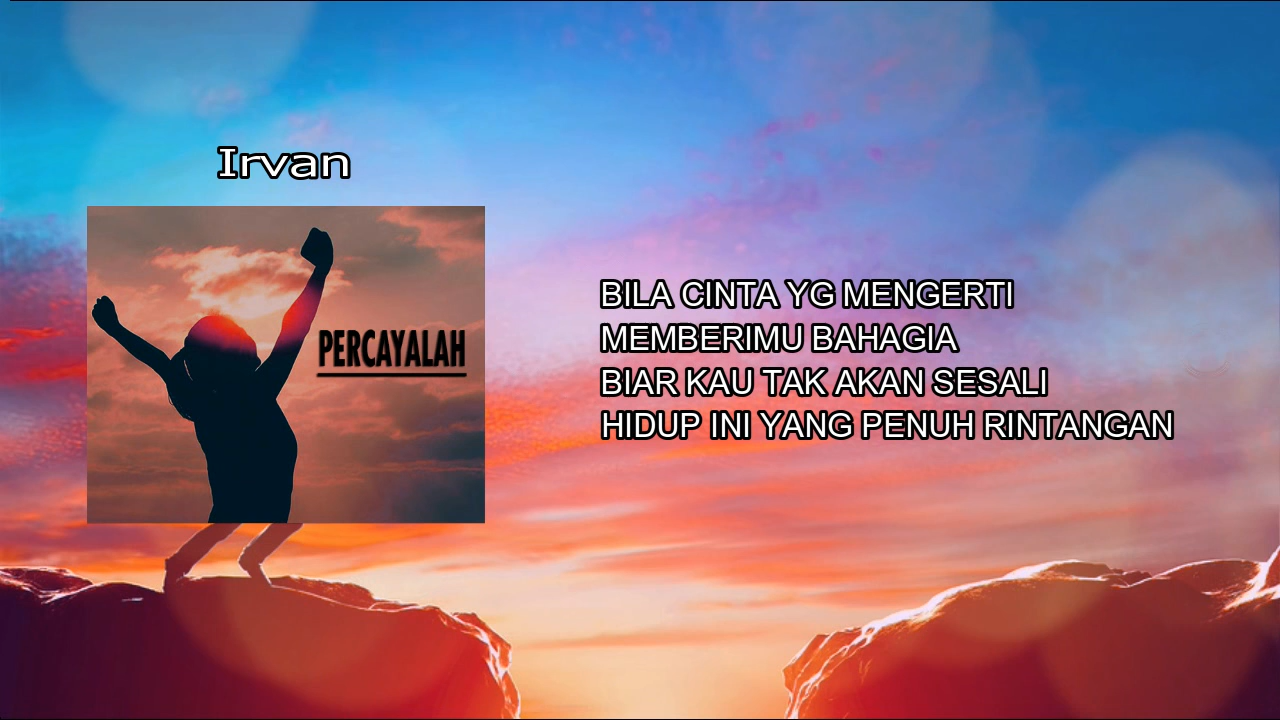 Irvan
PERCAYALAH
BILA CINTA YG MENGERTI
MEMBERIMU BAHAGIA
BIAR KAU TAK AKAN SESALI
HIDUP INI YANG PENUH RINTANGAN